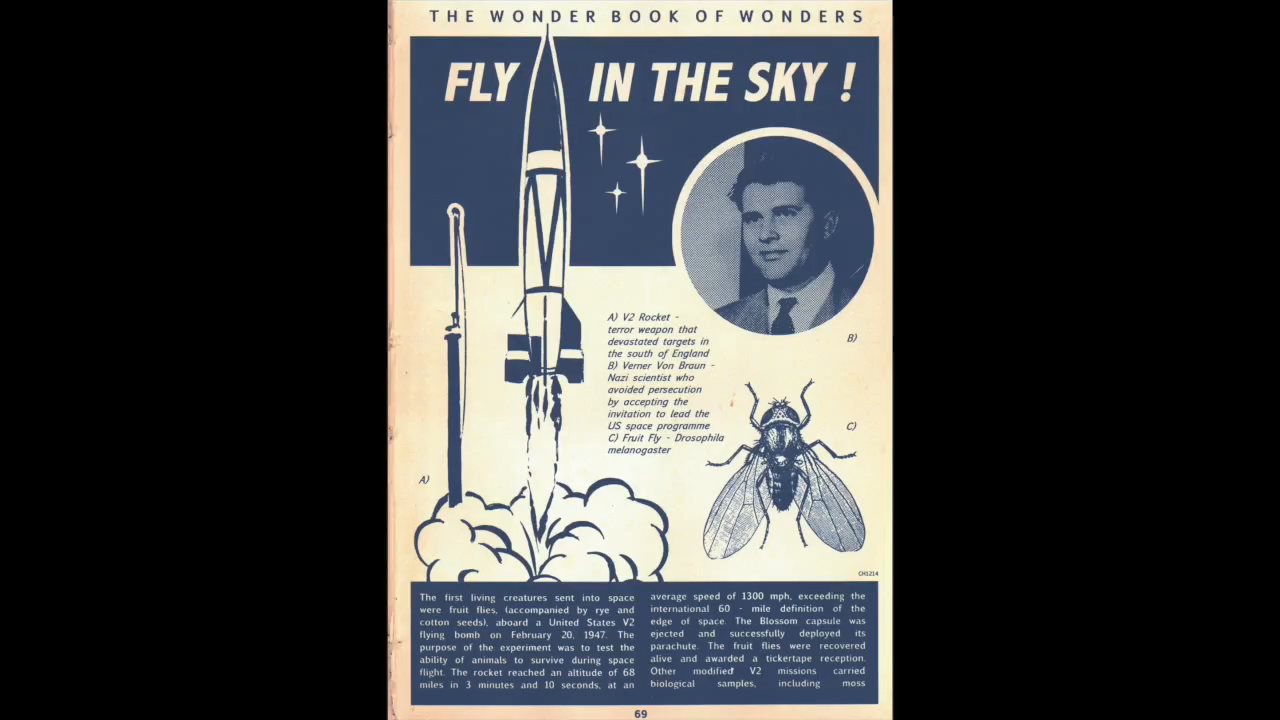 THE WONDER BOOK OF WONDERS
FLY IN THE SKY !
A) V2 Rocket -
terror weapon that
devastated targets in
the south of England
B) Verner Von Braun -
Nazi scientist who
avoided persecution
by accepting the
invitation to lead the
US space programme
C) Fruit Fly - Drosophila
melanogaster
B)
C)
A)
CH1214
The first living creatures sent into space
were fruit flies, (accompanied by rye and
cotton seeds), aboard a United States V2
flying bomb on February 20, 1947. The
purpose of the experiment was to test the
ability of animals to survive during space
flight. The rocket reached an altitude of 68
miles in 3 minutes and 10 seconds, at an
average speed of 1300 mph, exceeding the
international 60 - mile definition of the
edge of space. The Blossom capsule was
ejected and successfully deployed its
parachute. The fruit flies were recovered
alive and awarded a tickertape reception.
Other modified V2 missions carried
biological samples, including moss
69